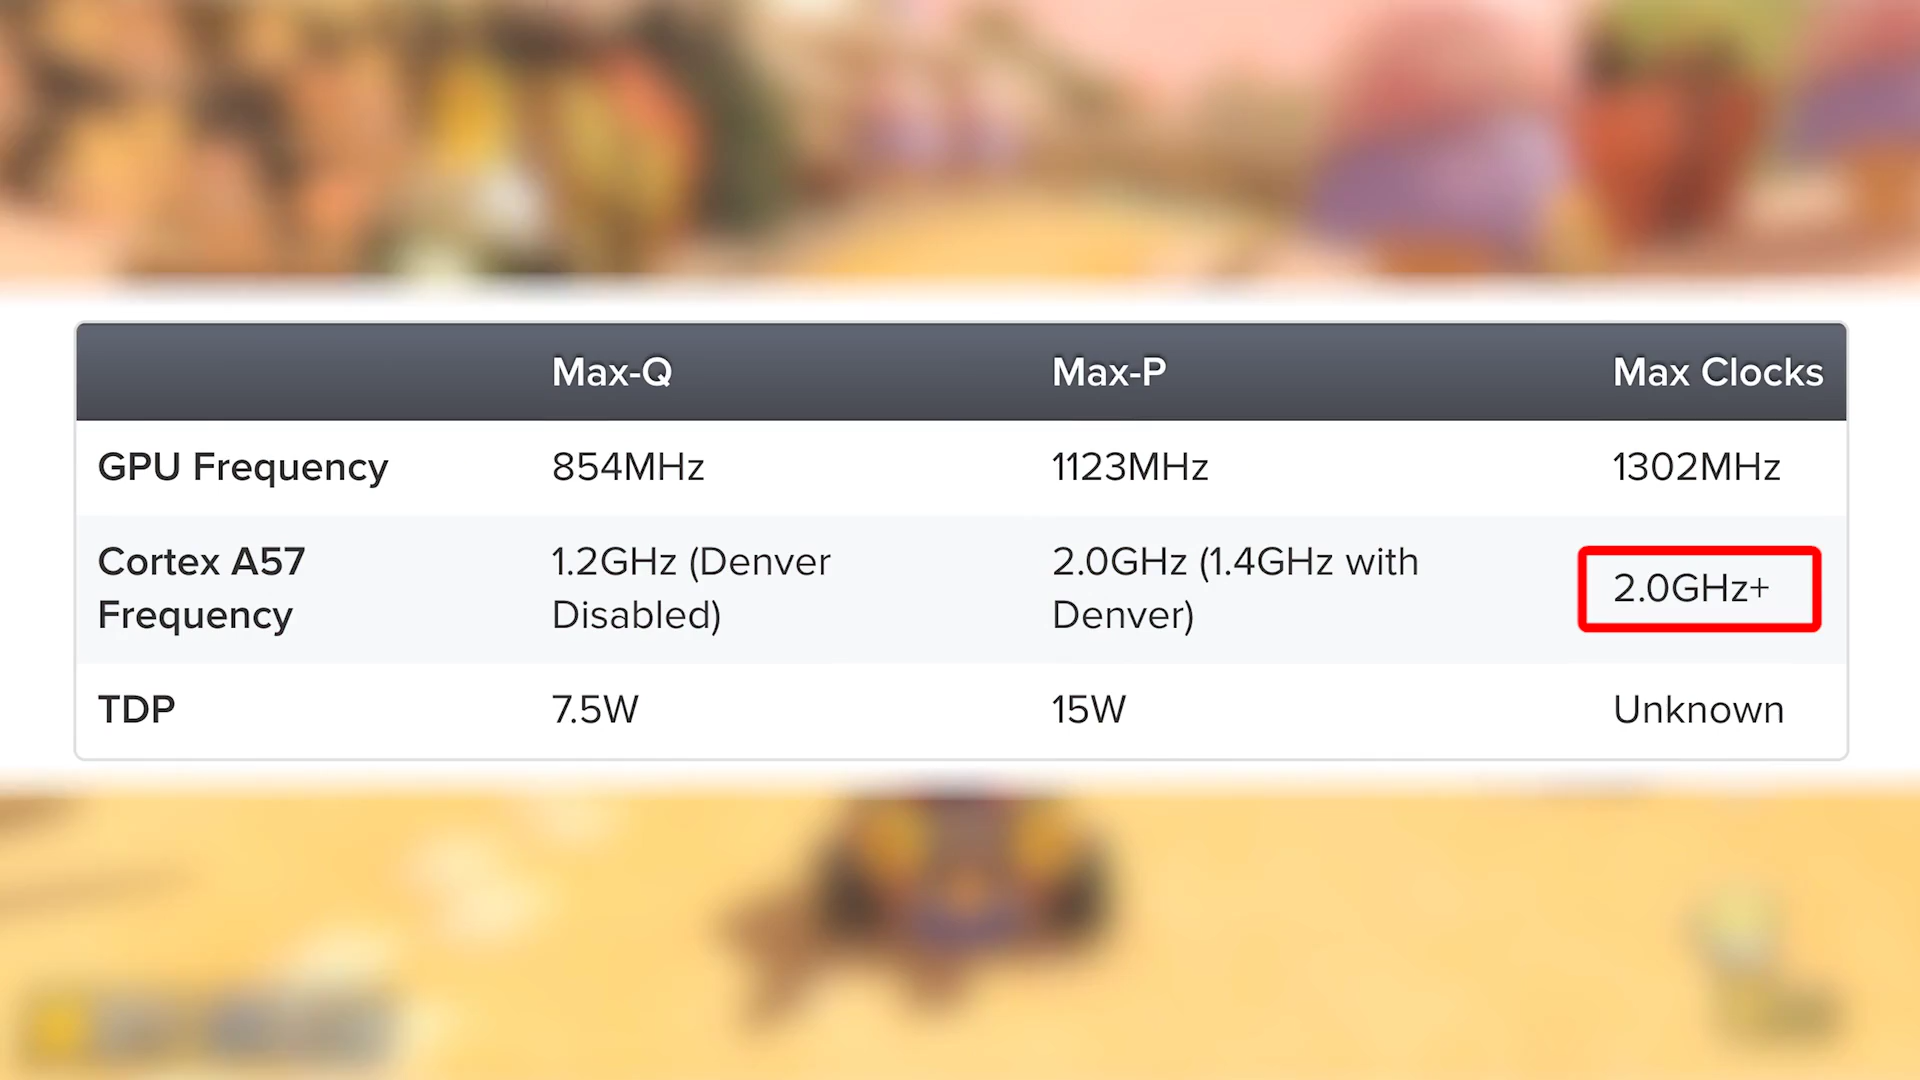 Max-Q Max-P Max Clocks
GPU Frequency 854MHz 1123MHz 1302MHz
Cortex A57 Frequency 1.2GHz (Denver Disabled) 2.0GHz (1.4GHz with Denver) 2.0GHz+
TDP 7.5W 15W Unknown